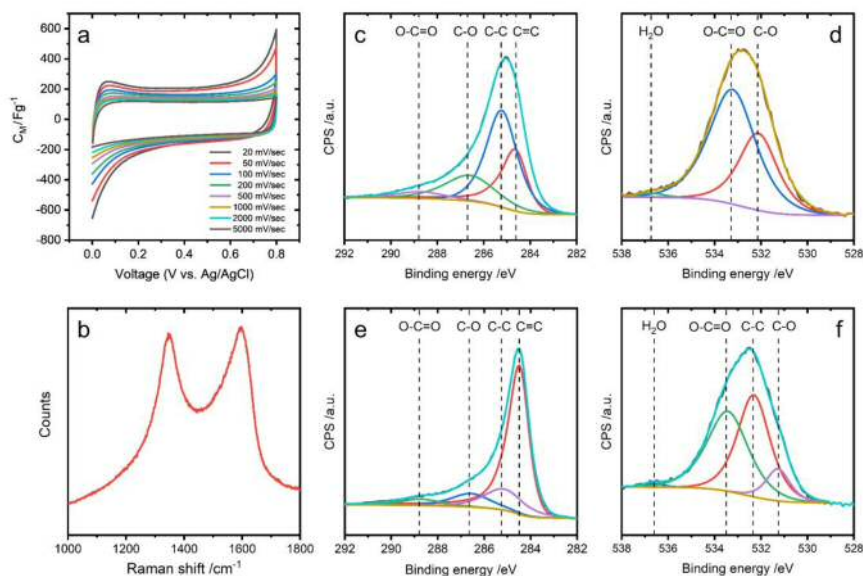 a
C_M / Fg⁻¹
600
400
200
0
-200
-400
-600
-800
20 mV/sec
50 mV/sec
100 mV/sec
200 mV/sec
500 mV/sec
1000 mV/sec
2000 mV/sec
5000 mV/sec
0.0 0.2 0.4 0.6 0.8
Voltage (V vs. Ag/AgCl)
c
O-C=O C-O C-C C=C
CPS /a.u.
292 290 288 286 284 282
Binding energy /eV
d
H₂O O-C=O C-O
CPS /a.u.
538 536 534 532 530 528
Binding energy /eV
b
Counts
1000 1200 1400 1600 1800
Raman shift /cm⁻¹
e
O-C=O C-O C-C C=C
CPS /a.u.
292 290 288 286 284 282
Binding energy /eV
f
H₂O O-C=O C-C C-O
CPS /a.u.
538 536 534 532 530 528
Binding energy /eV